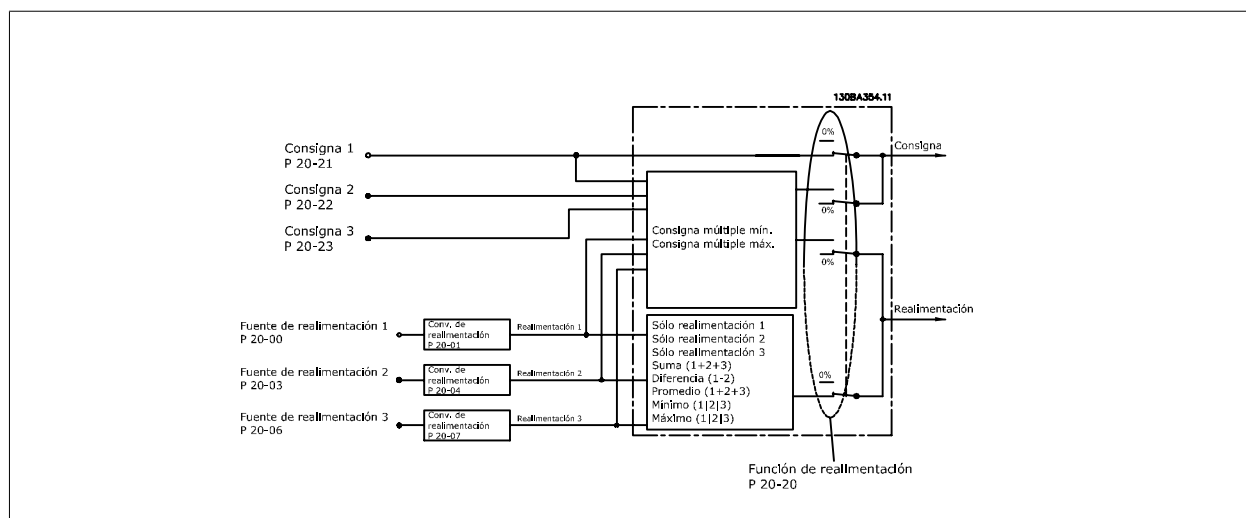 130BA354.11
0%
Consigna 1
P 20-21
Consigna
Consigna 2
P 20-22
0%
Consigna 3
P 20-23
Consigna múltiple mín.
Consigna múltiple máx.
0%
Realimentación
Fuente de realimentación 1
P 20-00
Conv. de
realimentación
P 20-01
Realimentación 1
Sólo realimentación 1
Sólo realimentación 2
Sólo realimentación 3
Suma (1+2+3)
Diferencia (1-2)
Promedio (1+2+3)
Mínimo (1|2|3)
Máximo (1|2|3)
0%
Fuente de realimentación 2
P 20-03
Conv. de
realimentación
P 20-04
Realimentación 2
Fuente de realimentación 3
P 20-06
Conv. de
realimentación
P 20-07
Realimentación 3
Función de realimentación
P 20-20